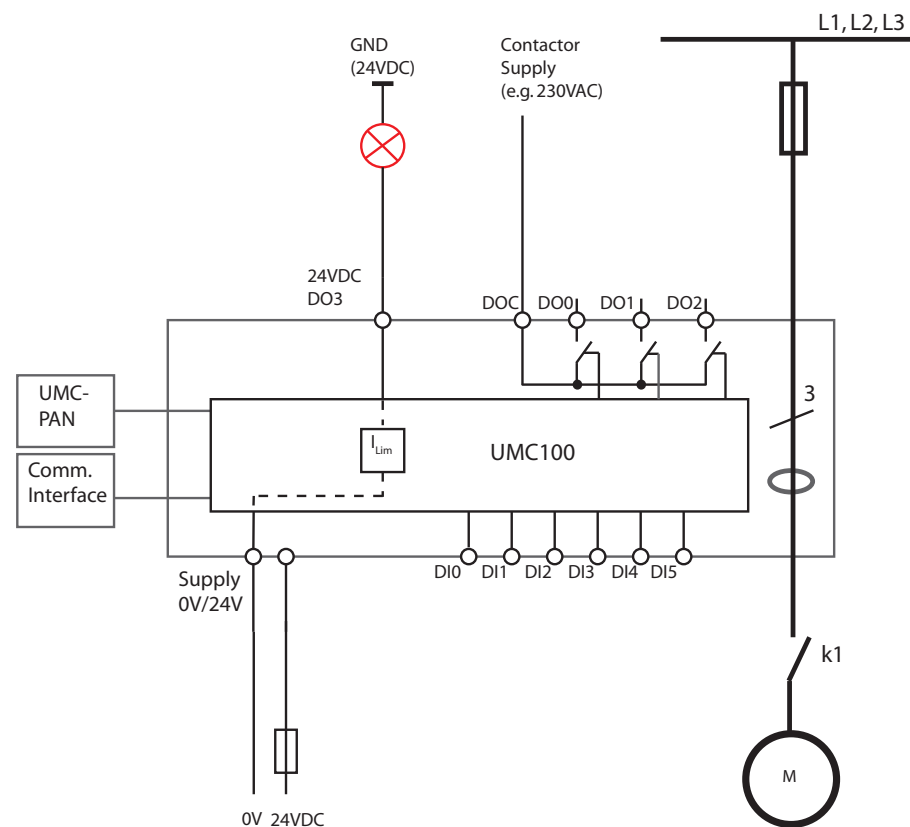 L1, L2, L3
GND
(24VDC)
Contactor
Supply
(e.g. 230VAC)
24VDC
DO3
DOC
DO0
DO1
DO2
UMC-
PAN
3
I Lim
UMC100
Comm.
Interface
DI0
DI1
DI2
DI3
DI4
DI5
Supply
0V/24V
k1
M
0V
24VDC